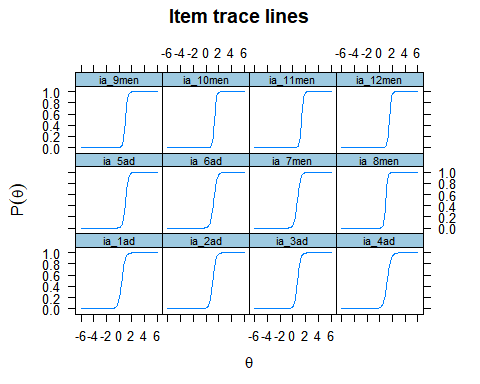 Item trace lines
-6 -4 -2 0 2 4 6 -6 -4 -2 0 2 4 6
ia_9men ia_10men ia_11men ia_12men
1.0
0.8
0.6
0.4
0.2
0.0
ia_5ad ia_6ad ia_7men ia_8men
1.0
0.8
0.6
0.4
0.2
0.0
P(θ)
ia_1ad ia_2ad ia_3ad ia_4ad
1.0
0.8
0.6
0.4
0.2
0.0
-6 -4 -2 0 2 4 6 -6 -4 -2 0 2 4 6
θ